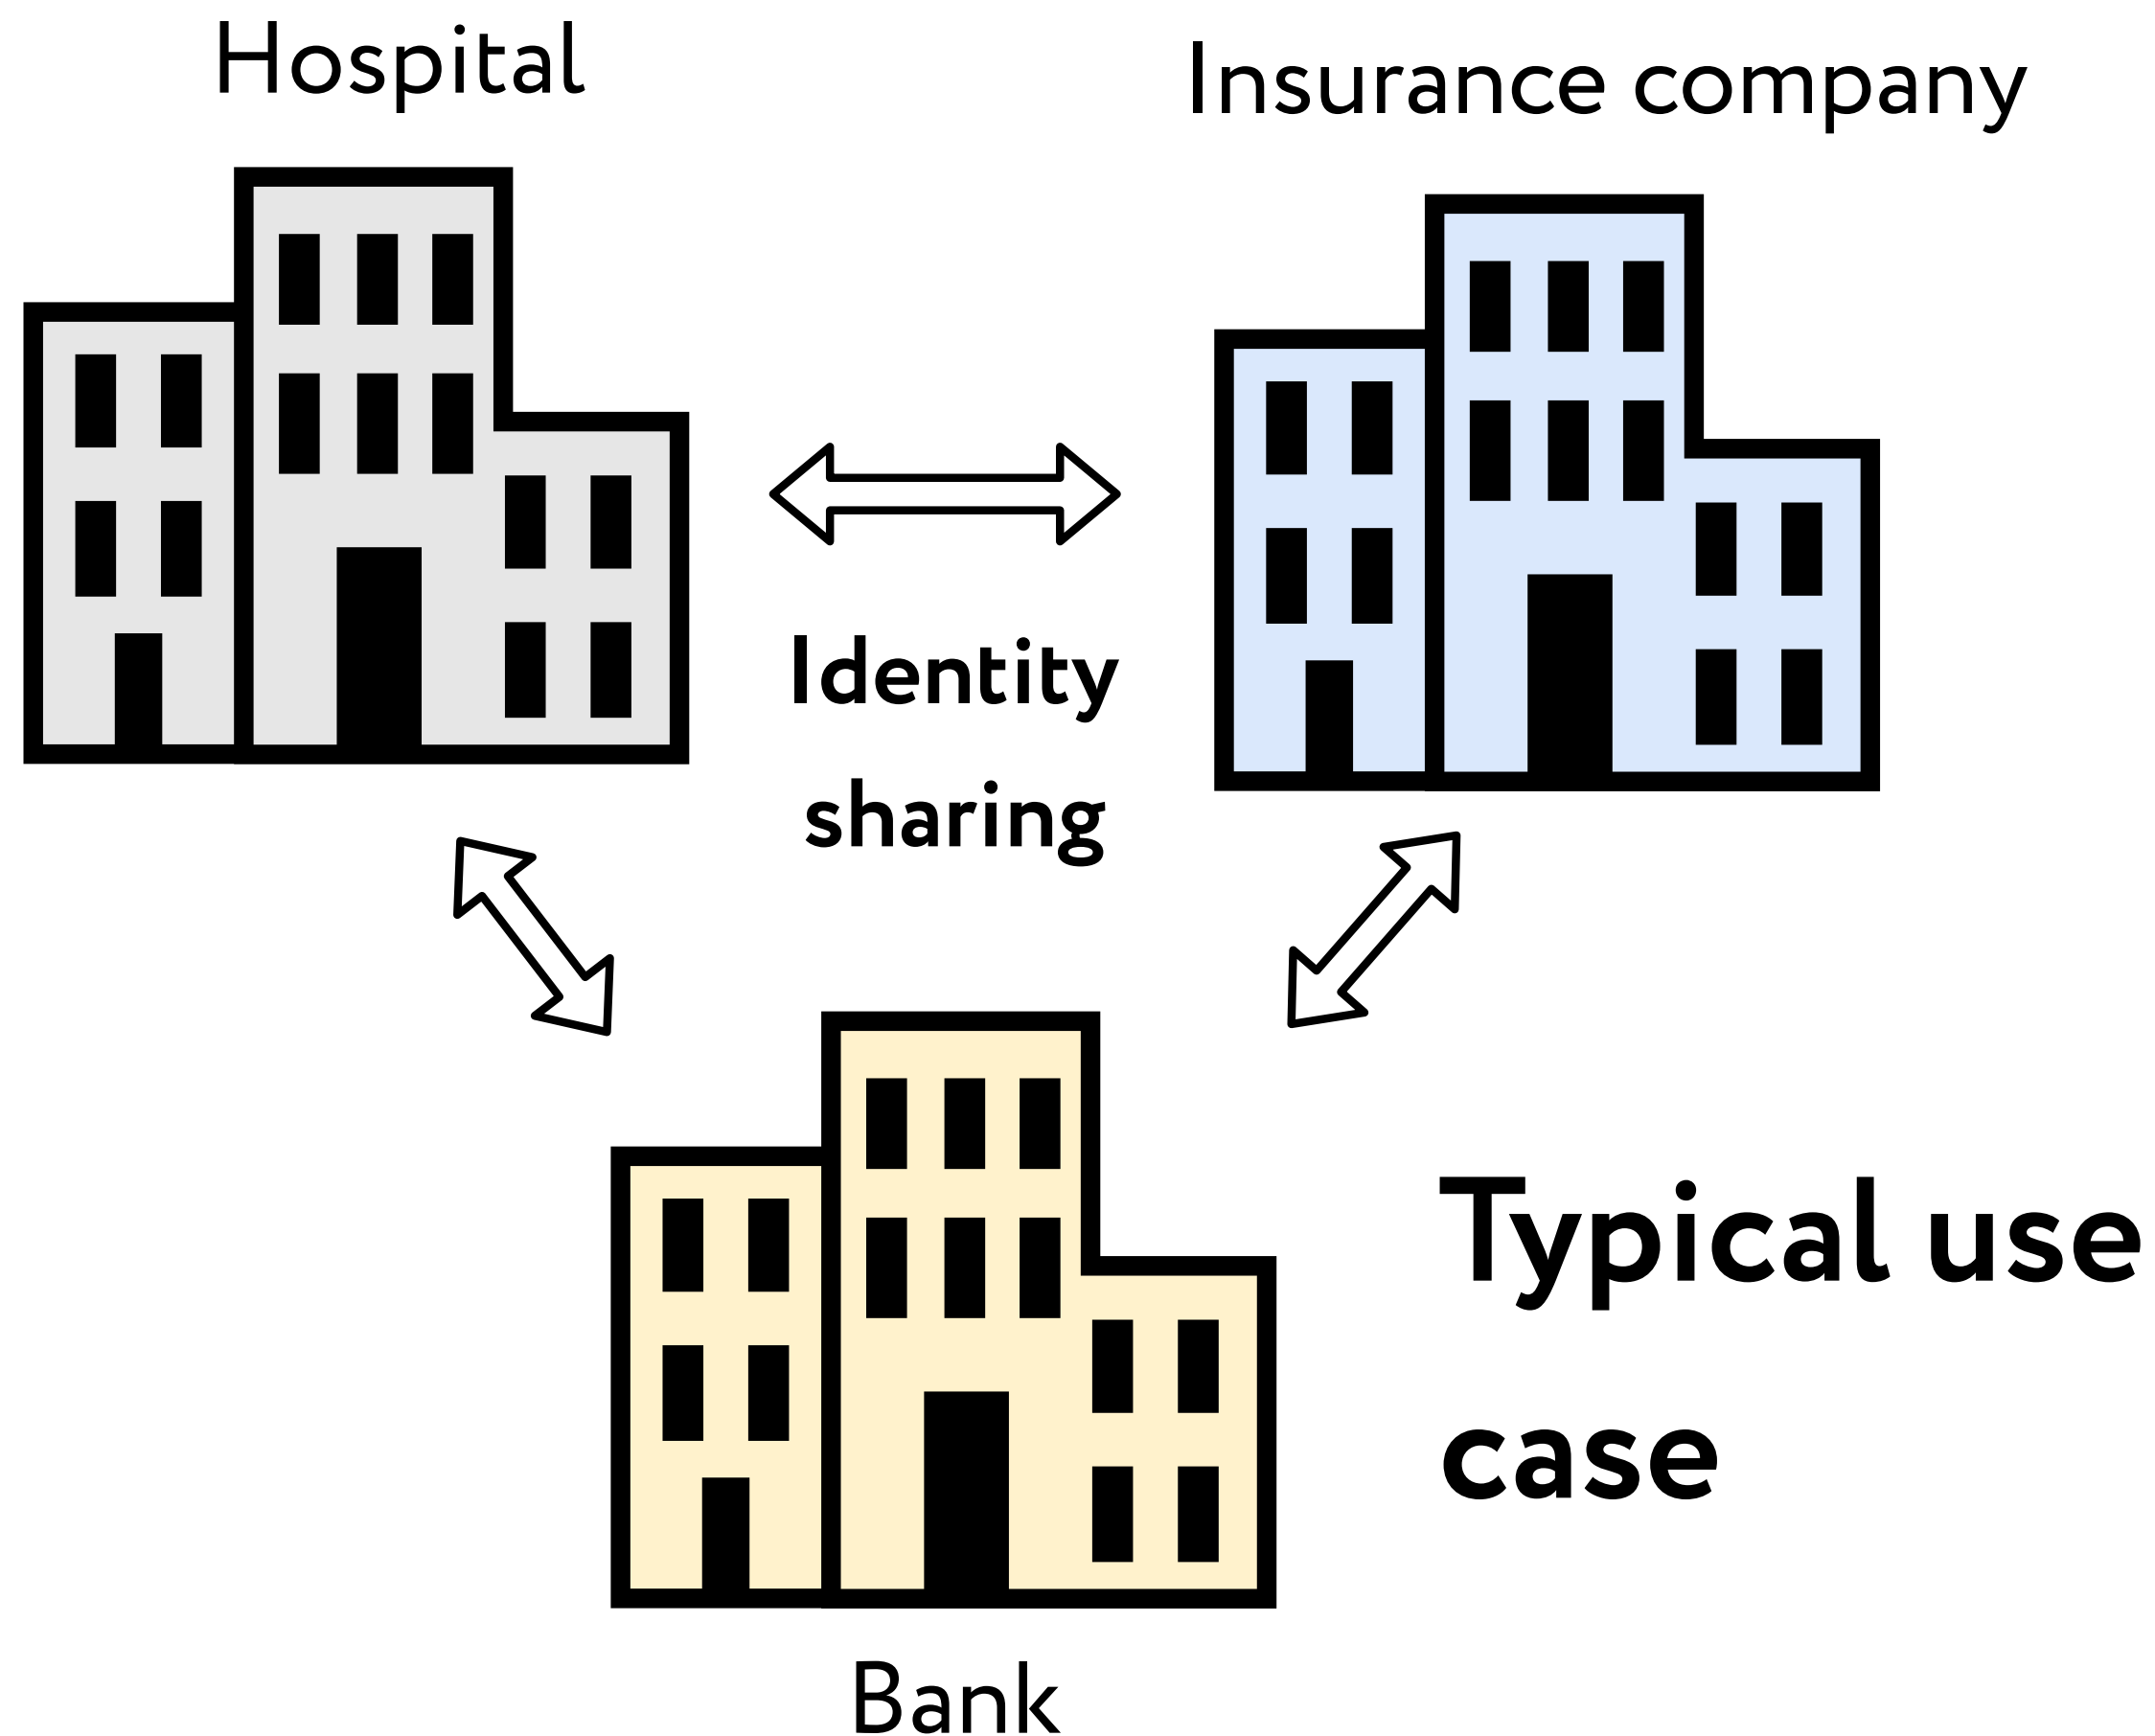 Hospital
Insurance company
Identity
sharing
Typical use
case
Bank